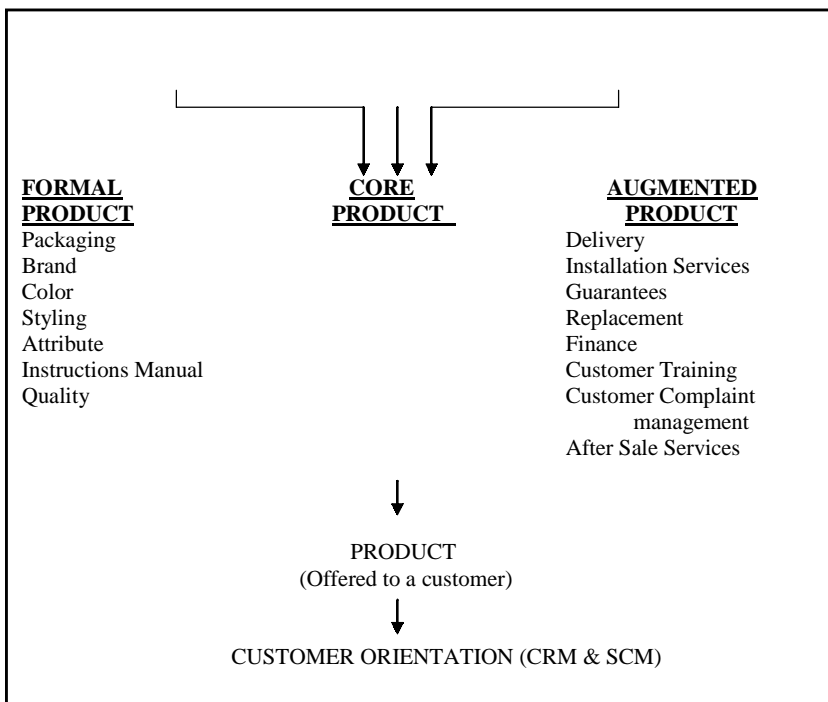 FORMAL
PRODUCT
Packaging
Brand
Color
Styling
Attribute
Instructions Manual
Quality
CORE
PRODUCT
AUGMENTED
PRODUCT
Delivery
Installation Services
Guarantees
Replacement
Finance
Customer Training
Customer Complaint
management
After Sale Services
PRODUCT
(Offered to a customer)
CUSTOMER ORIENTATION (CRM & SCM)